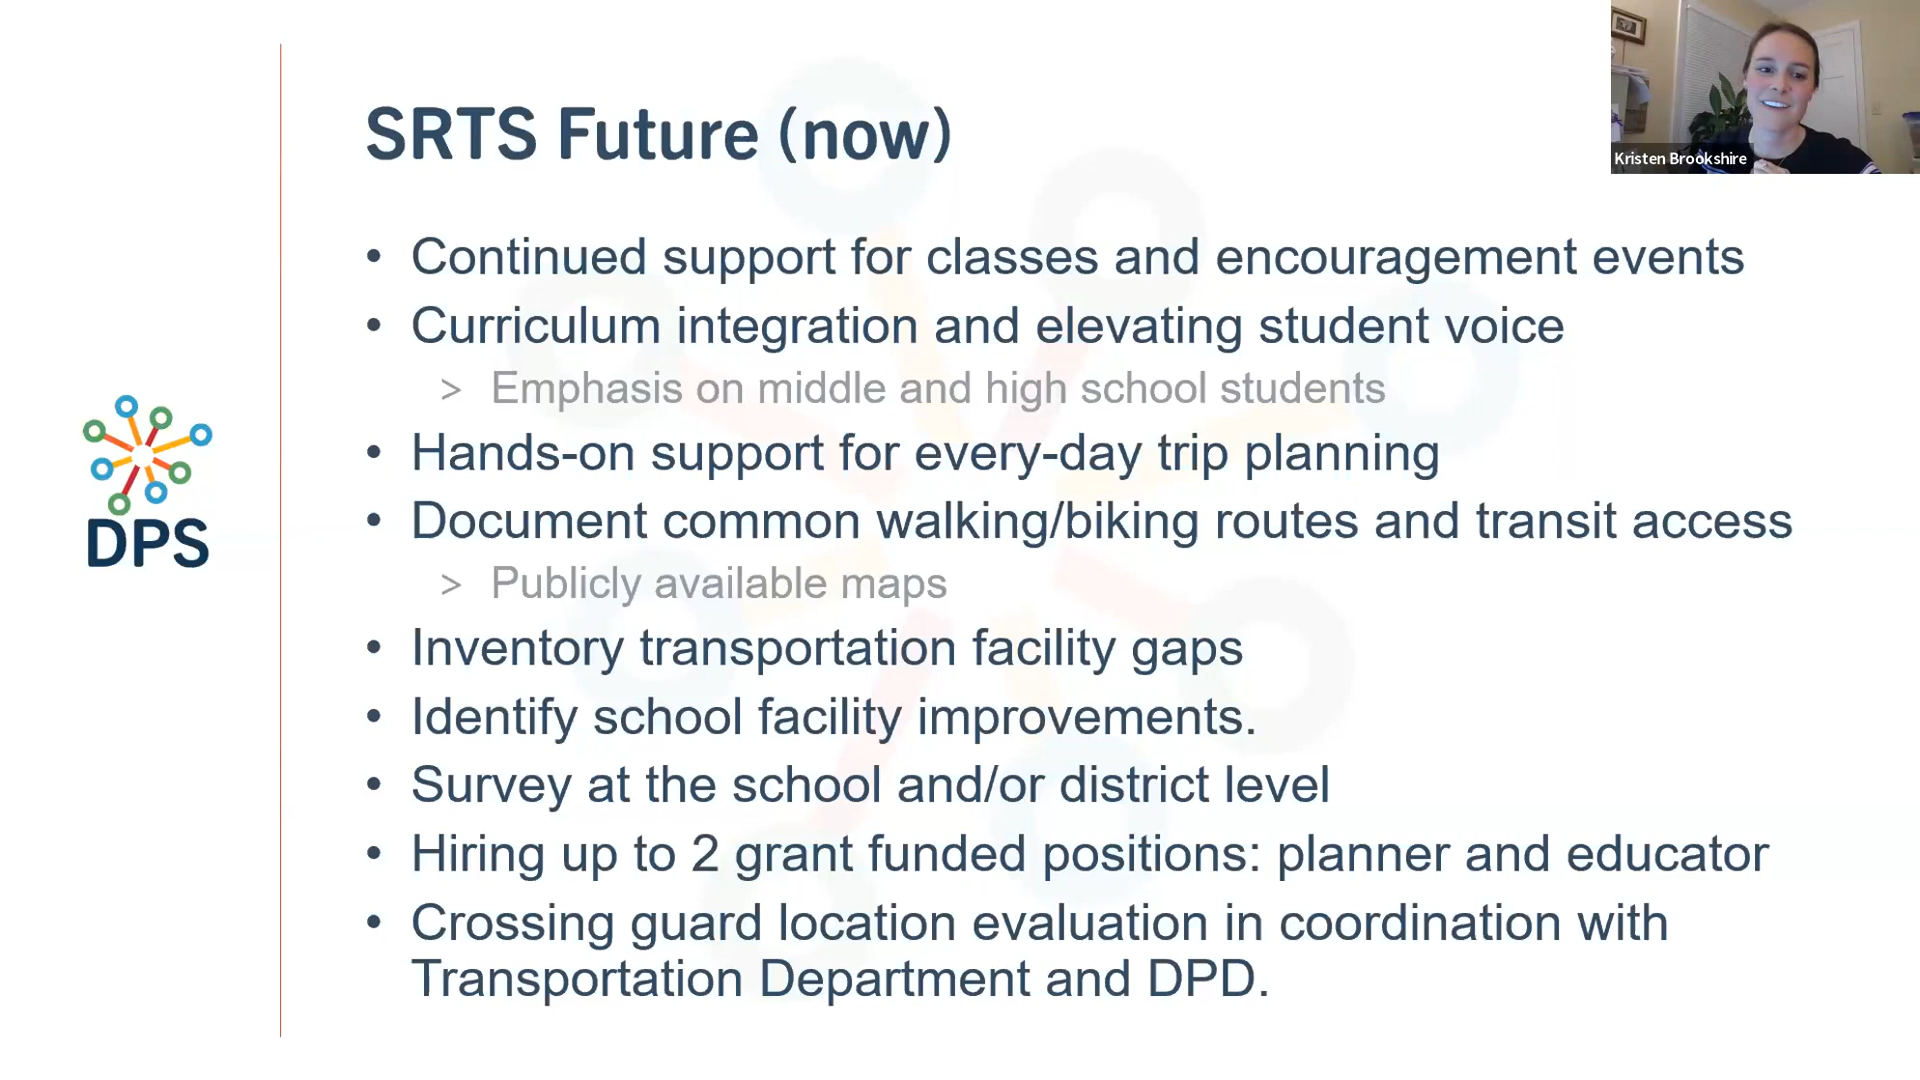 SRTS Future (now)
Kristen Brookshire
• Continued support for classes and encouragement events
• Curriculum integration and elevating student voice
> Emphasis on middle and high school students
• Hands-on support for every-day trip planning
• Document common walking/biking routes and transit access
> Publicly available maps
• Inventory transportation facility gaps
• Identify school facility improvements.
• Survey at the school and/or district level
• Hiring up to 2 grant funded positions: planner and educator
• Crossing guard location evaluation in coordination with
Transportation Department and DPD.
DPS